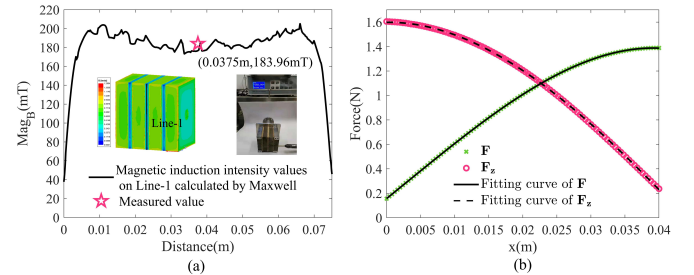 (a)
220
200
180
160
140
120
100
80
60
40
20
0
Mag_B(mT)
(0.0375m,183.96mT)
Line-1
Magnetic induction intensity values
on Line-1 calculated by Maxwell
Measured value
0 0.01 0.02 0.03 0.04 0.05 0.06 0.07
Distance(m)
(a)
(b)
1.6
1.4
1.2
1
0.8
0.6
0.4
0.2
0
Force(N)
F
F_z
Fitting curve of F
Fitting curve of F_z
0 0.005 0.01 0.015 0.02 0.025 0.03 0.035 0.04
x(m)
(b)